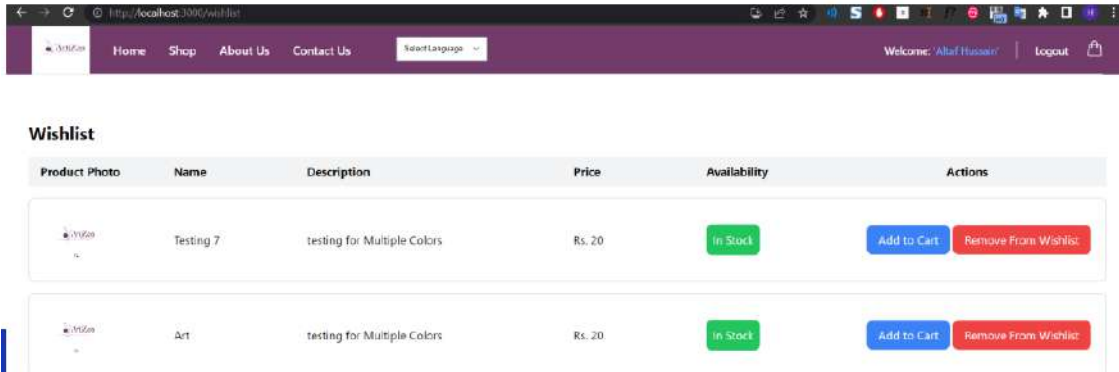 http://localhost:3000/wishlist
Home Shop About Us Contact Us Select Language Welcome: 'Altaf Hussain' Logout
Wishlist
Product Photo Name Description Price Availability Actions
Testing 7 testing for Multiple Colors Rs. 20 In Stock Add to Cart Remove From Wishlist
Art testing for Multiple Colors Rs. 20 In Stock Add to Cart Remove From Wishlist